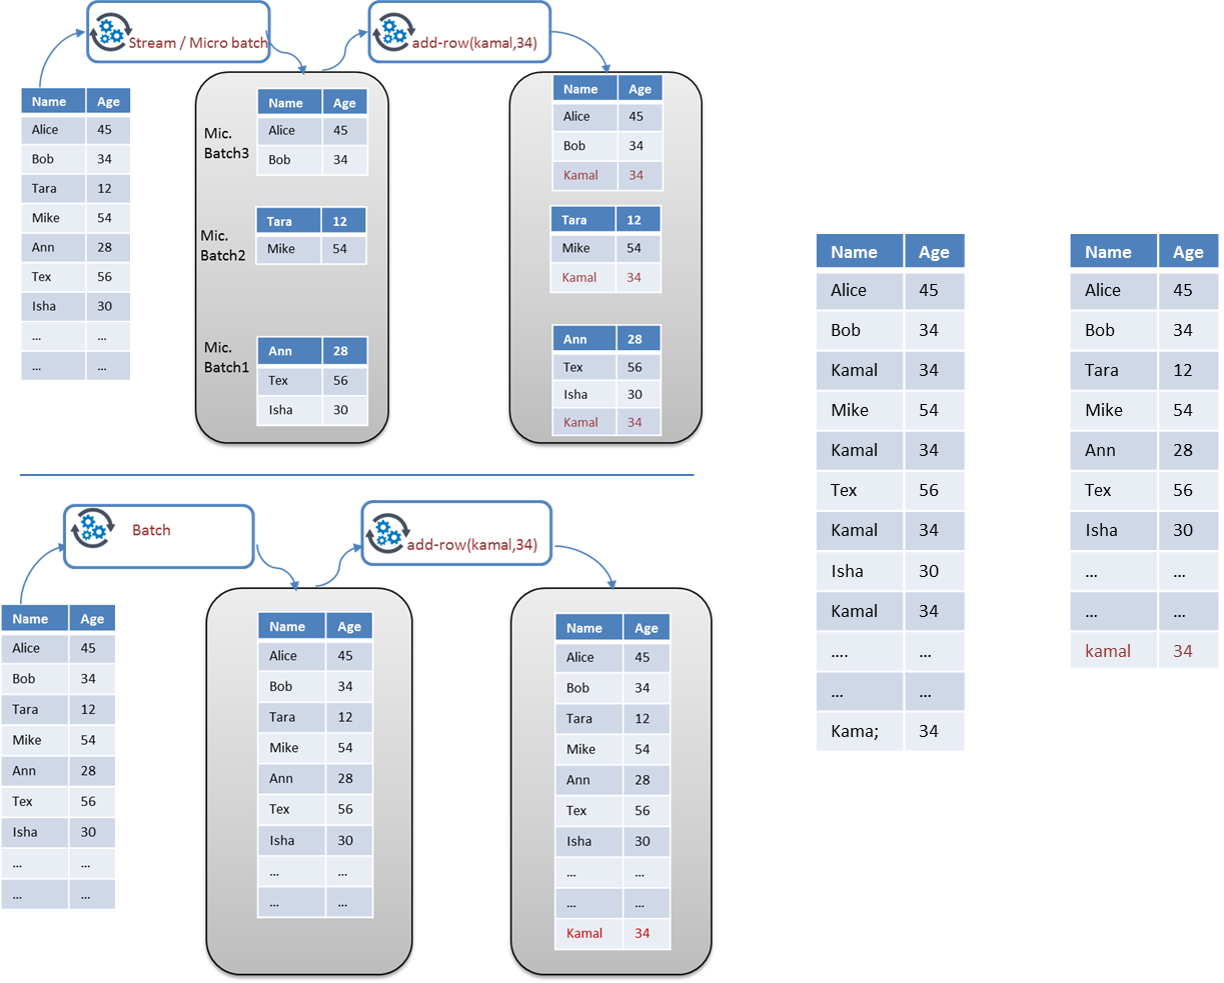 Stream / Micro batch
add-row(kamal,34)
Name Age
Alice 45
Bob 34
Tara 12
Mike 54
Ann 28
Tex 56
Isha 30
... ...
... ...
Mic.
Batch3
Name Age
Alice 45
Bob 34
Mic.
Batch2
Tara 12
Mike 54
Mic.
Batch1
Ann 28
Tex 56
Isha 30
Name Age
Alice 45
Bob 34
Kamal 34
Tara 12
Mike 54
Kamal 34
Ann 28
Tex 56
Isha 30
Kamal 34
Batch
add-row(kamal,34)
Name Age
Alice 45
Bob 34
Tara 12
Mike 54
Ann 28
Tex 56
Isha 30
... ...
... ...
Name Age
Alice 45
Bob 34
Tara 12
Mike 54
Ann 28
Tex 56
Isha 30
... ...
... ...
Name Age
Alice 45
Bob 34
Tara 12
Mike 54
Ann 28
Tex 56
Isha 30
... ...
... ...
Kamal 34
Name Age
Alice 45
Bob 34
Kamal 34
Mike 54
Kamal 34
Tex 56
Kamal 34
Isha 30
Kamal 34
.... ...
... ...
Kama; 34
Name Age
Alice 45
Bob 34
Tara 12
Mike 54
Ann 28
Tex 56
Isha 30
... ...
... ...
kamal 34